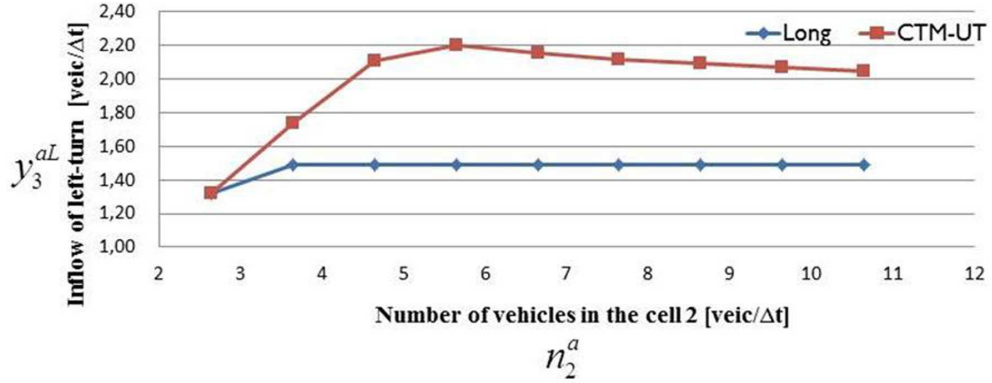 2,40
2,20
2,00
1,80
1,60
1,40
1,20
1,00
Inflow of left-turn [veic/Δt]
y₃ᵃᴸ
Long
CTM-UT
2 3 4 5 6 7 8 9 10 11 12
Number of vehicles in the cell 2 [veic/Δt]
n₂ᵃ